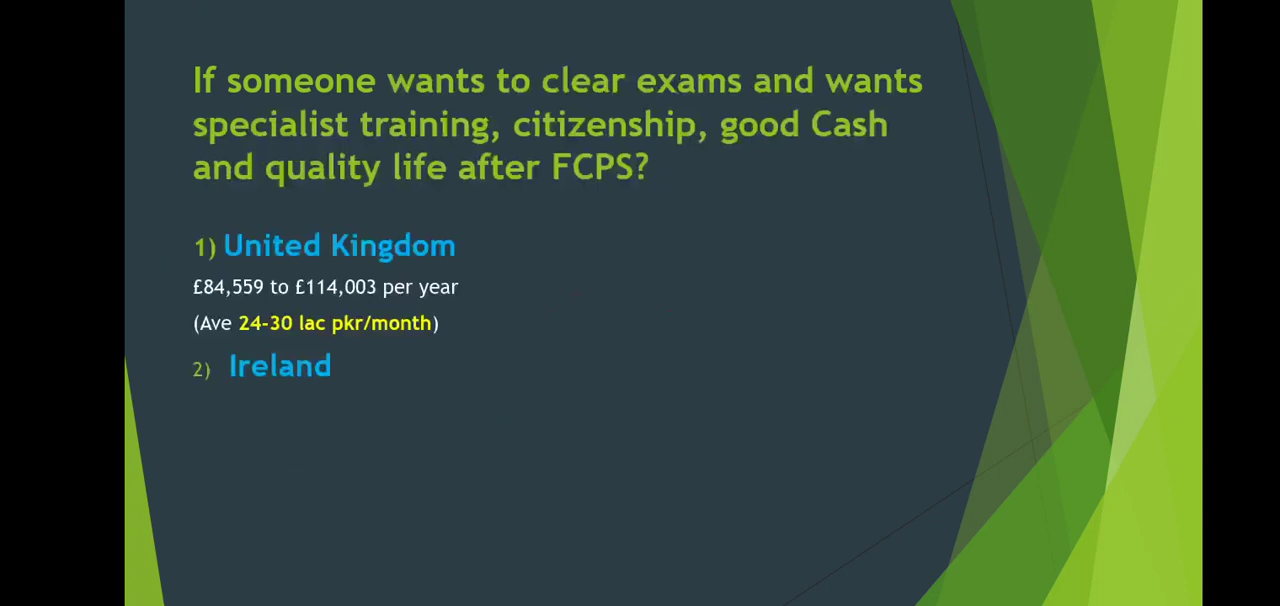 If someone wants to clear exams and wants
specialist training, citizenship, good Cash
and quality life after FCPS?
1) United Kingdom
£84,559 to £114,003 per year
(Ave 24-30 lac pkr/month)
2) Ireland